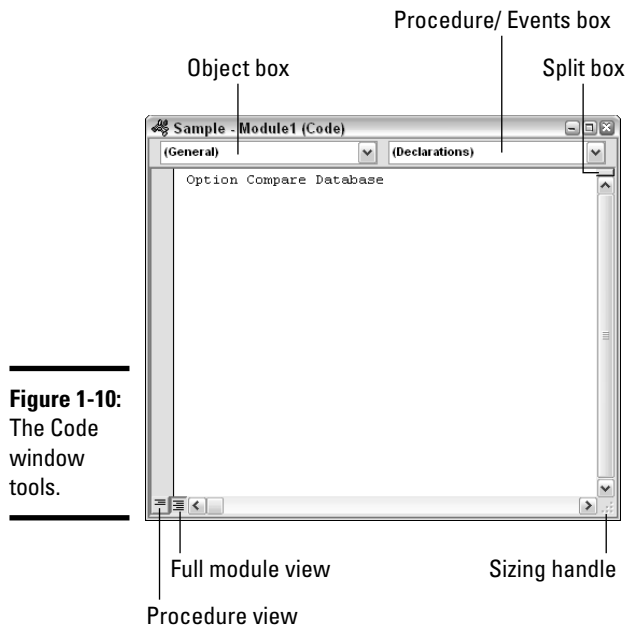 Procedure/ Events box
Object box
Split box
Sample - Module1 (Code)
(General)
(Declarations)
Option Compare Database
Figure 1-10:
The Code
window
tools.
Full module view
Sizing handle
Procedure view